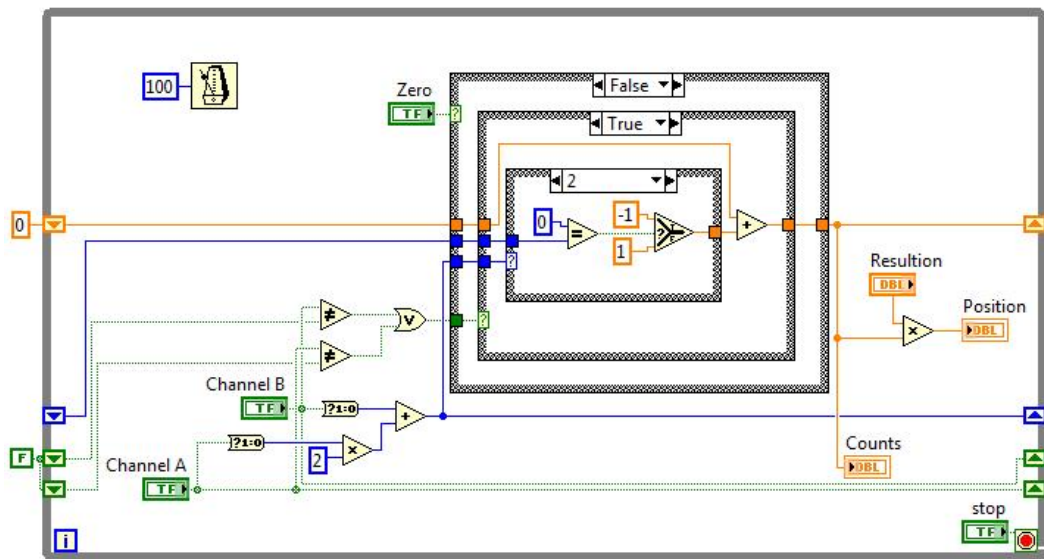 100
Zero
TF
?
False
True
2
0
0
=
-1
1
?
+
?
?
Resultion
DBL
×
Position
DBL
≠
≠
V
Channel B
TF
?1:0
+
?1:0
2
×
F
Channel A
TF
Counts
DBL
stop
TF
i